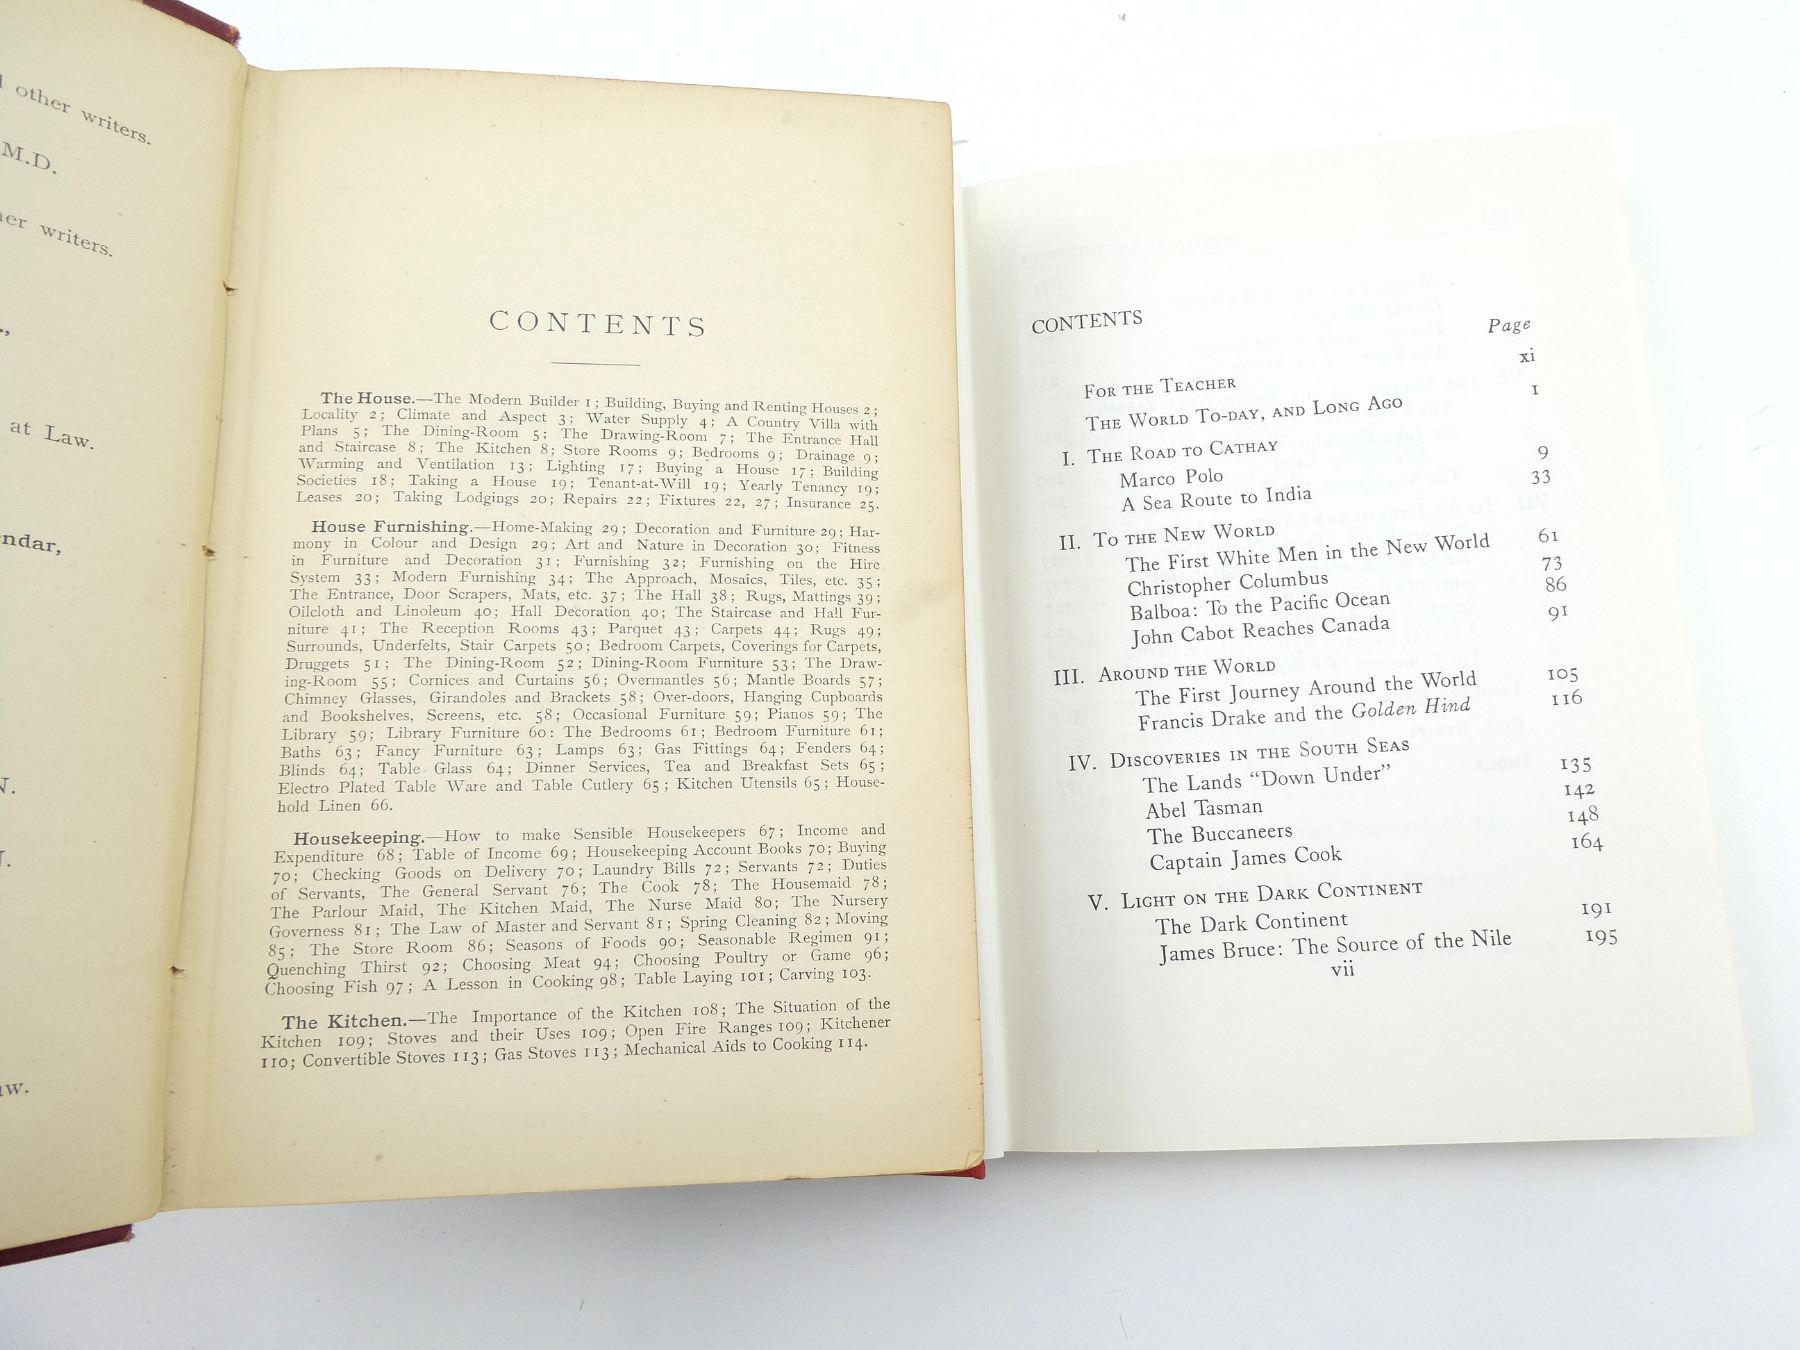 other writers.
M.D.
writers.
at Law.
CONTENTS
The House.—The Modern Builder 1; Building, Buying and Renting Houses 2;
Locality 2; Climate and Aspect 3; Water Supply 4; A Country Villa with
Plans 5; The Dining-Room 5; The Drawing-Room 7; The Entrance Hall
and Staircase 8; The Kitchen 8; Store Rooms 9; Bedrooms 9; Drainage 9;
Warming and Ventilation 13; Lighting 17; Buying a House 17; Building
Societies 18; Taking a House 19; Tenant-at-Will 19; Yearly Tenancy 19;
Leases 20; Taking Lodgings 20; Repairs 22; Fixtures 22, 27; Insurance 25.
House Furnishing.—Home-Making 29; Decoration and Furniture 29; Har-
mony in Colour and Design 29; Art and Nature in Decoration 30; Fitness
in Furniture and Decoration 31; Furnishing 32; Furnishing on the Hire
System 33; Modern Furnishing 34; The Approach, Mosaics, Tiles, etc. 35;
The Entrance, Door Scrapers, Mats, etc. 37; The Hall 38; Rugs, Mattings 39;
Oilcloth and Linoleum 40; Hall Decoration 40; The Staircase and Hall Fur-
niture 41; The Reception Rooms 43; Parquet 43; Carpets 44; Rugs 49;
Surrounds, Underfelts, Stair Carpets 50; Bedroom Carpets, Coverings for Carpets,
Druggets 51; The Dining-Room 52; Dining-Room Furniture 53; The Draw-
ing-Room 55; Cornices and Curtains 56; Overmantles 56; Mantle Boards 57;
Chimney Glasses, Girandoles and Brackets 58; Over-doors, Hanging Cupboards
and Bookshelves, Screens, etc. 58; Occasional Furniture 59; Pianos 59; The
Library 59; Library Furniture 60: The Bedrooms 61; Bedroom Furniture 61;
Baths 63; Fancy Furniture 63; Lamps 63; Gas Fittings 64; Fenders 64;
Blinds 64; Table Glass 64; Dinner Services, Tea and Breakfast Sets 65;
Electro Plated Table Ware and Table Cutlery 65; Kitchen Utensils 65; House-
hold Linen 66.
Housekeeping.—How to make Sensible Housekeepers 67; Income and
Expenditure 68; Table of Income 69; Housekeeping Account Books 70; Buying
70; Checking Goods on Delivery 70; Laundry Bills 72; Servants 72; Duties
of Servants, The General Servant 76; The Cook 78; The Housemaid 78;
The Parlour Maid, The Kitchen Maid, The Nurse Maid 80; The Nursery
Governess 81; The Law of Master and Servant 81; Spring Cleaning 82; Moving
85; The Store Room 86; Seasons of Foods 90; Seasonable Regimen 91;
Quenching Thirst 92; Choosing Meat 94; Choosing Poultry or Game 96;
Choosing Fish 97; A Lesson in Cooking 98; Table Laying 101; Carving 103.
The Kitchen.—The Importance of the Kitchen 108; The Situation of the
Kitchen 109; Stoves and their Uses 109; Open Fire Ranges 109; Kitchener
110; Convertible Stoves 113; Gas Stoves 113; Mechanical Aids to Cooking 114.
CONTENTS
Page
For the Teacher xi
The World To-day, and Long Ago 1
I. The Road to Cathay
Marco Polo 9
A Sea Route to India 33
II. To the New World
The First White Men in the New World 61
Christopher Columbus 73
Balboa: To the Pacific Ocean 86
John Cabot Reaches Canada 91
III. Around the World
The First Journey Around the World 105
Francis Drake and the Golden Hind 116
IV. Discoveries in the South Seas
The Lands "Down Under" 135
Abel Tasman 142
The Buccaneers 148
Captain James Cook 164
V. Light on the Dark Continent
The Dark Continent 191
James Bruce: The Source of the Nile 195
vii